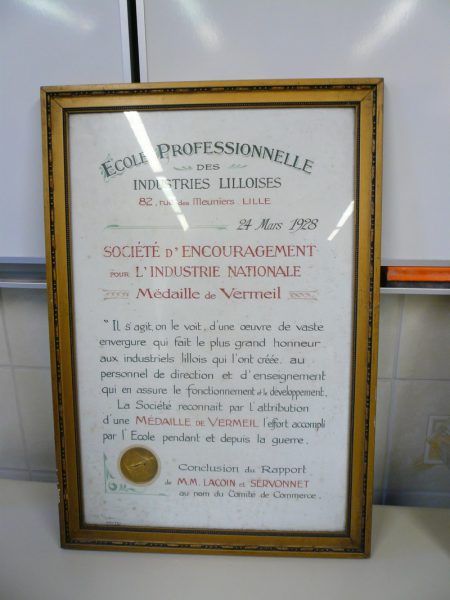 ECOLE PROFESSIONNELLE
DES
INDUSTRIES LILLOISES
82, rue des Meuniers LILLE
24 Mars 1928
SOCIÉTÉ D'ENCOURAGEMENT
POUR L'INDUSTRIE NATIONALE
Médaille de Vermeil
"Il s'agit, on le voit, d'une œuvre de vaste
envergure qui fait le plus grand honneur
aux industriels lillois qui l'ont créée, au
personnel de direction et d'enseignement
qui en assure le fonctionnement et le développement.
La Société reconnait par l'attribution
d'une MÉDAILLE DE VERMEIL l'effort accompli
par l'Ecole pendant et depuis la guerre.
Conclusion du Rapport
de M.M. LACOIN et SERVONNET
au nom du Comité de Commerce.